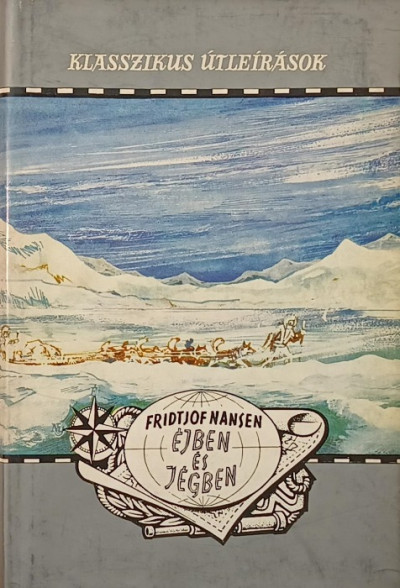 KLASSZIKUS ÚTLEÍRÁSOK
FRIDTJOF NANSEN
ÉJBEN
ÉS
JÉGBEN